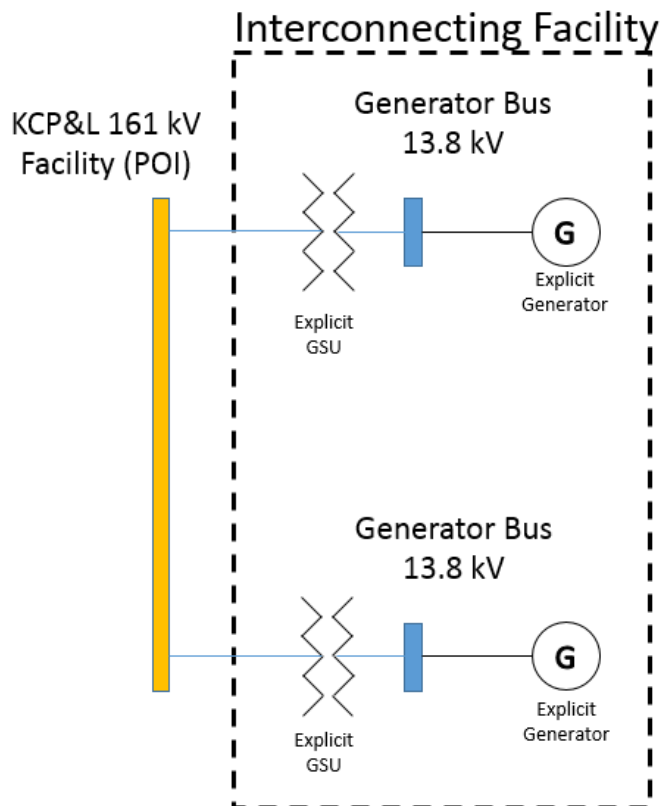 Interconnecting Facility
KCP&L 161 kV
Facility (POI)
Generator Bus
13.8 kV
G
Explicit
Generator
Explicit
GSU
Generator Bus
13.8 kV
G
Explicit
Generator
Explicit
GSU